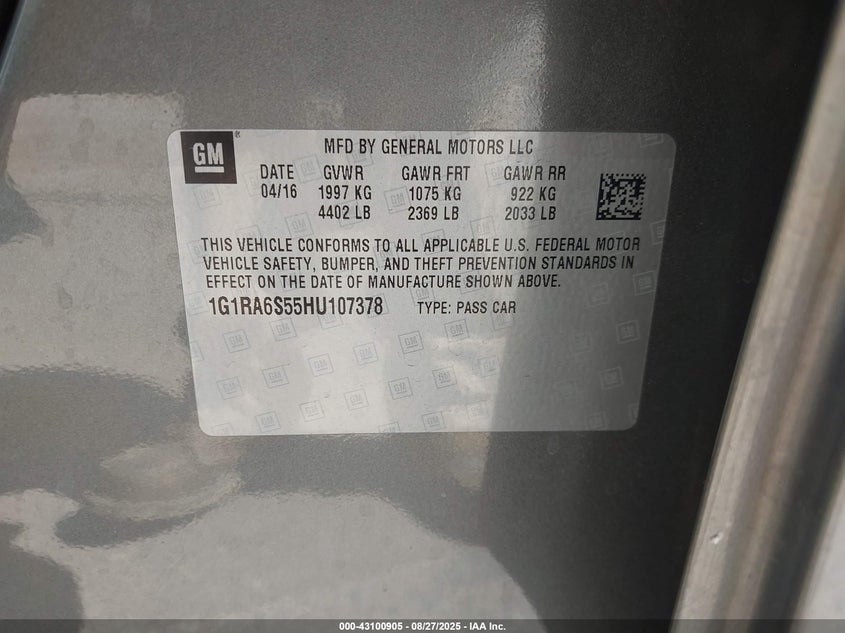 GM ® MFD BY GENERAL MOTORS LLC
DATE GVWR GAWR FRT GAWR RR
04/16 1997 KG 1075 KG 922 KG
4402 LB 2369 LB 2033 LB
THIS VEHICLE CONFORMS TO ALL APPLICABLE U.S. FEDERAL MOTOR
VEHICLE SAFETY, BUMPER, AND THEFT PREVENTION STANDARDS IN
EFFECT ON THE DATE OF MANUFACTURE SHOWN ABOVE.
1G1RA6S55HU107378 TYPE: PASS CAR
000-43100905 - 08/27/2025 - IAA Inc.